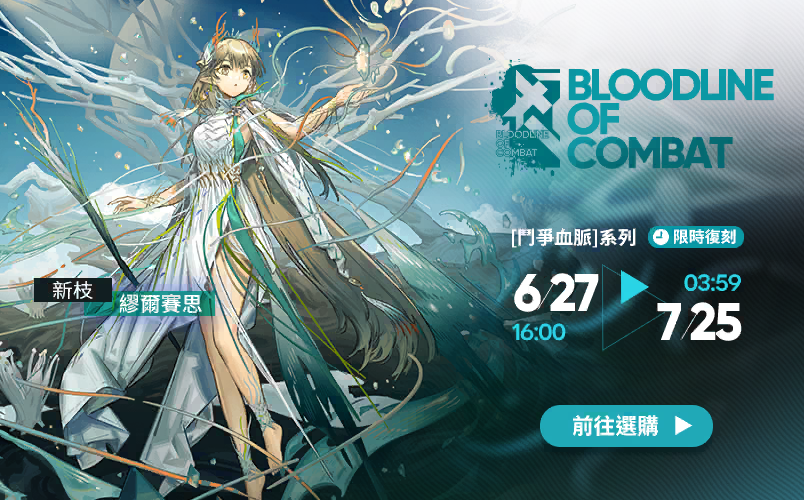 BLOODLINE
OF
COMBAT
BLOODLINE
OF
COMBAT
[鬥爭血脈]系列
限時復刻
6/27
16:00
03:59
7/25
新枝
繆爾賽思
前往選購